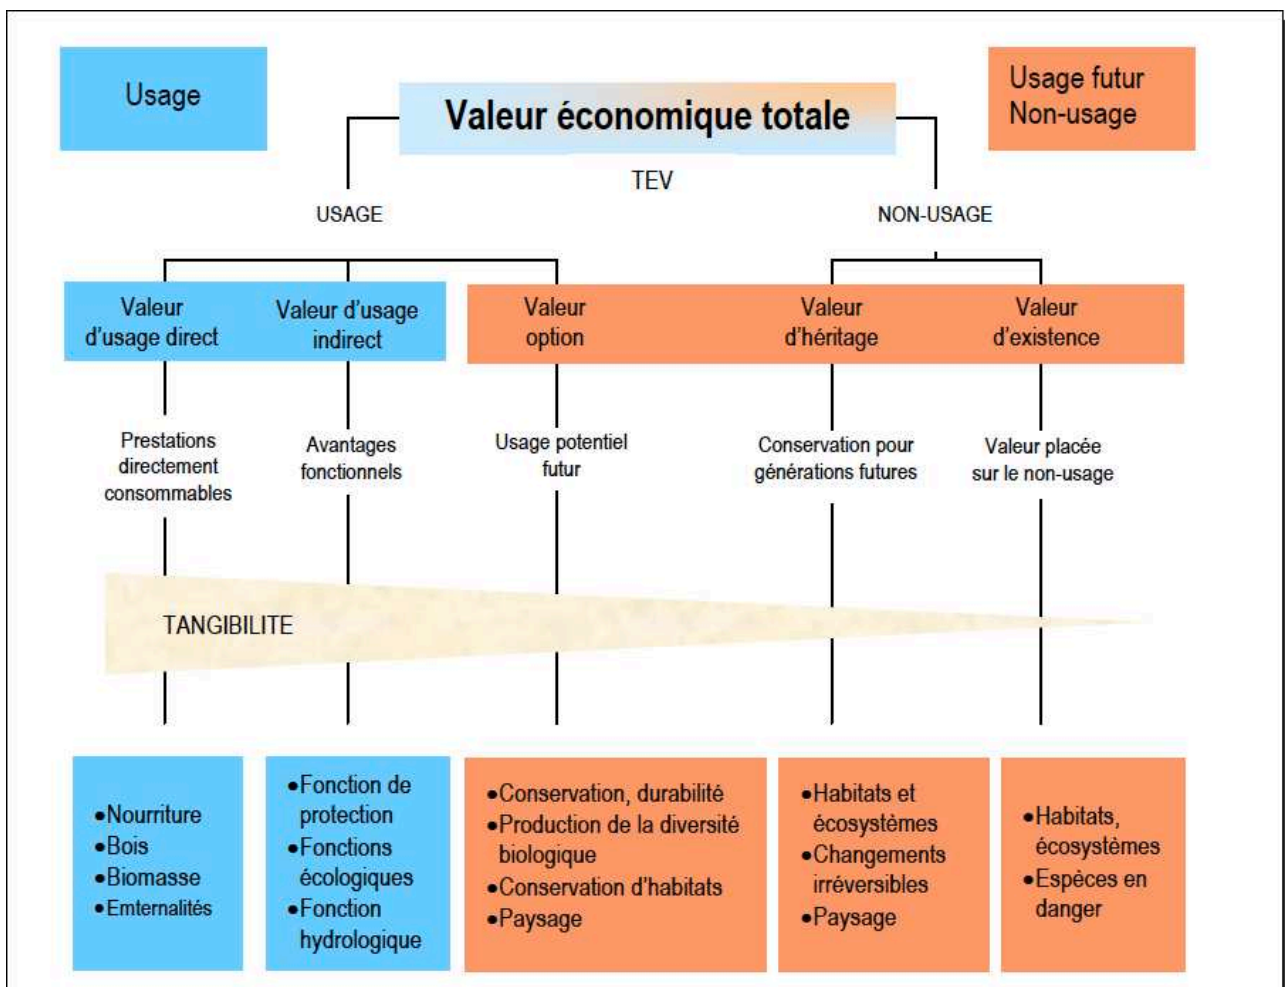 Usage
Valeur économique totale
Usage futur
Non-usage
TEV
USAGE
NON-USAGE
Valeur
d'usage direct
Valeur d'usage
indirect
Valeur
option
Valeur
d'héritage
Valeur
d'existence
Prestations
directement
consommables
Avantages
fonctionnels
Usage potentiel
futur
Conservation pour
générations futures
Valeur placée
sur le non-usage
TANGIBILITE
•Nourriture
•Bois
•Biomasse
•Emternalités
•Fonction de
protection
•Fonctions
écologiques
•Fonction
hydrologique
•Conservation, durabilité
•Production de la diversité
biologique
•Conservation d'habitats
•Paysage
•Habitats et
écosystèmes
•Changements
irréversibles
•Paysage
•Habitats,
écosystèmes
•Espèces en
danger